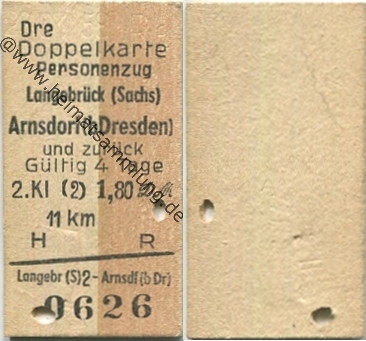 Dre
Doppelkarte
Personenzug
Langebrück (Sachs)
Arnsdorf (b Dresden)
und zurück
Gültig 4 Tage
2.Kl (2) 1,80
11 km
H R
Langebr (S)2-Arnsdf (b Dr)
0626
@www.heimatsammlung.de